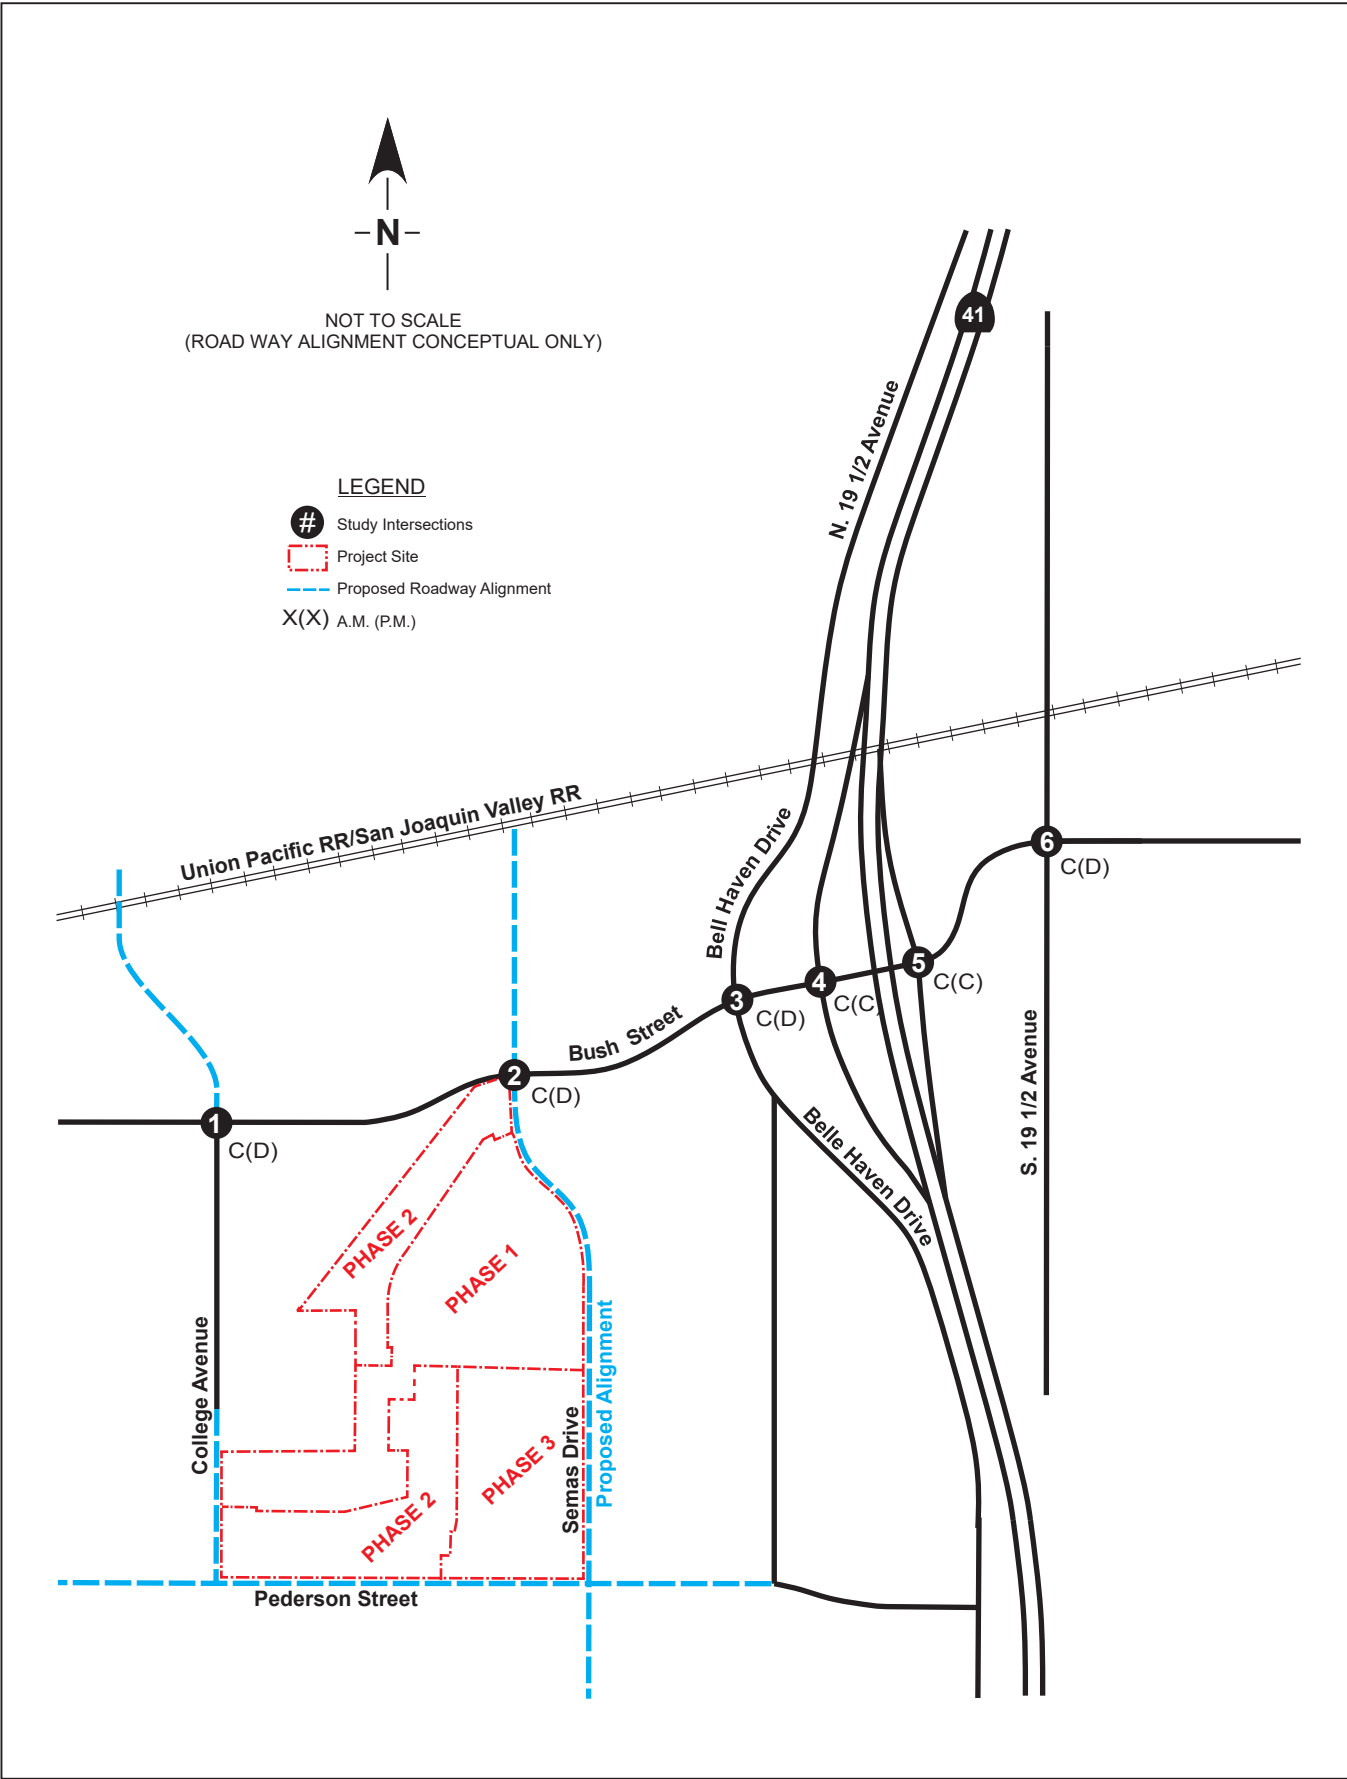 N
NOT TO SCALE
(ROAD WAY ALIGNMENT CONCEPTUAL ONLY)
41
N. 19 1/2 Avenue
LEGEND
# Study Intersections
Project Site
Proposed Roadway Alignment
X(X) A.M. (P.M.)
Union Pacific RR/San Joaquin Valley RR
Bell Haven Drive
6
C(D)
5
C(C)
4
C(C)
3
C(D)
Bush Street
2
C(D)
1
C(D)
S. 19 1/2 Avenue
Belle Haven Drive
PHASE 2
PHASE 1
College Avenue
Proposed Alignment
Semas Drive
PHASE 3
PHASE 2
Pederson Street